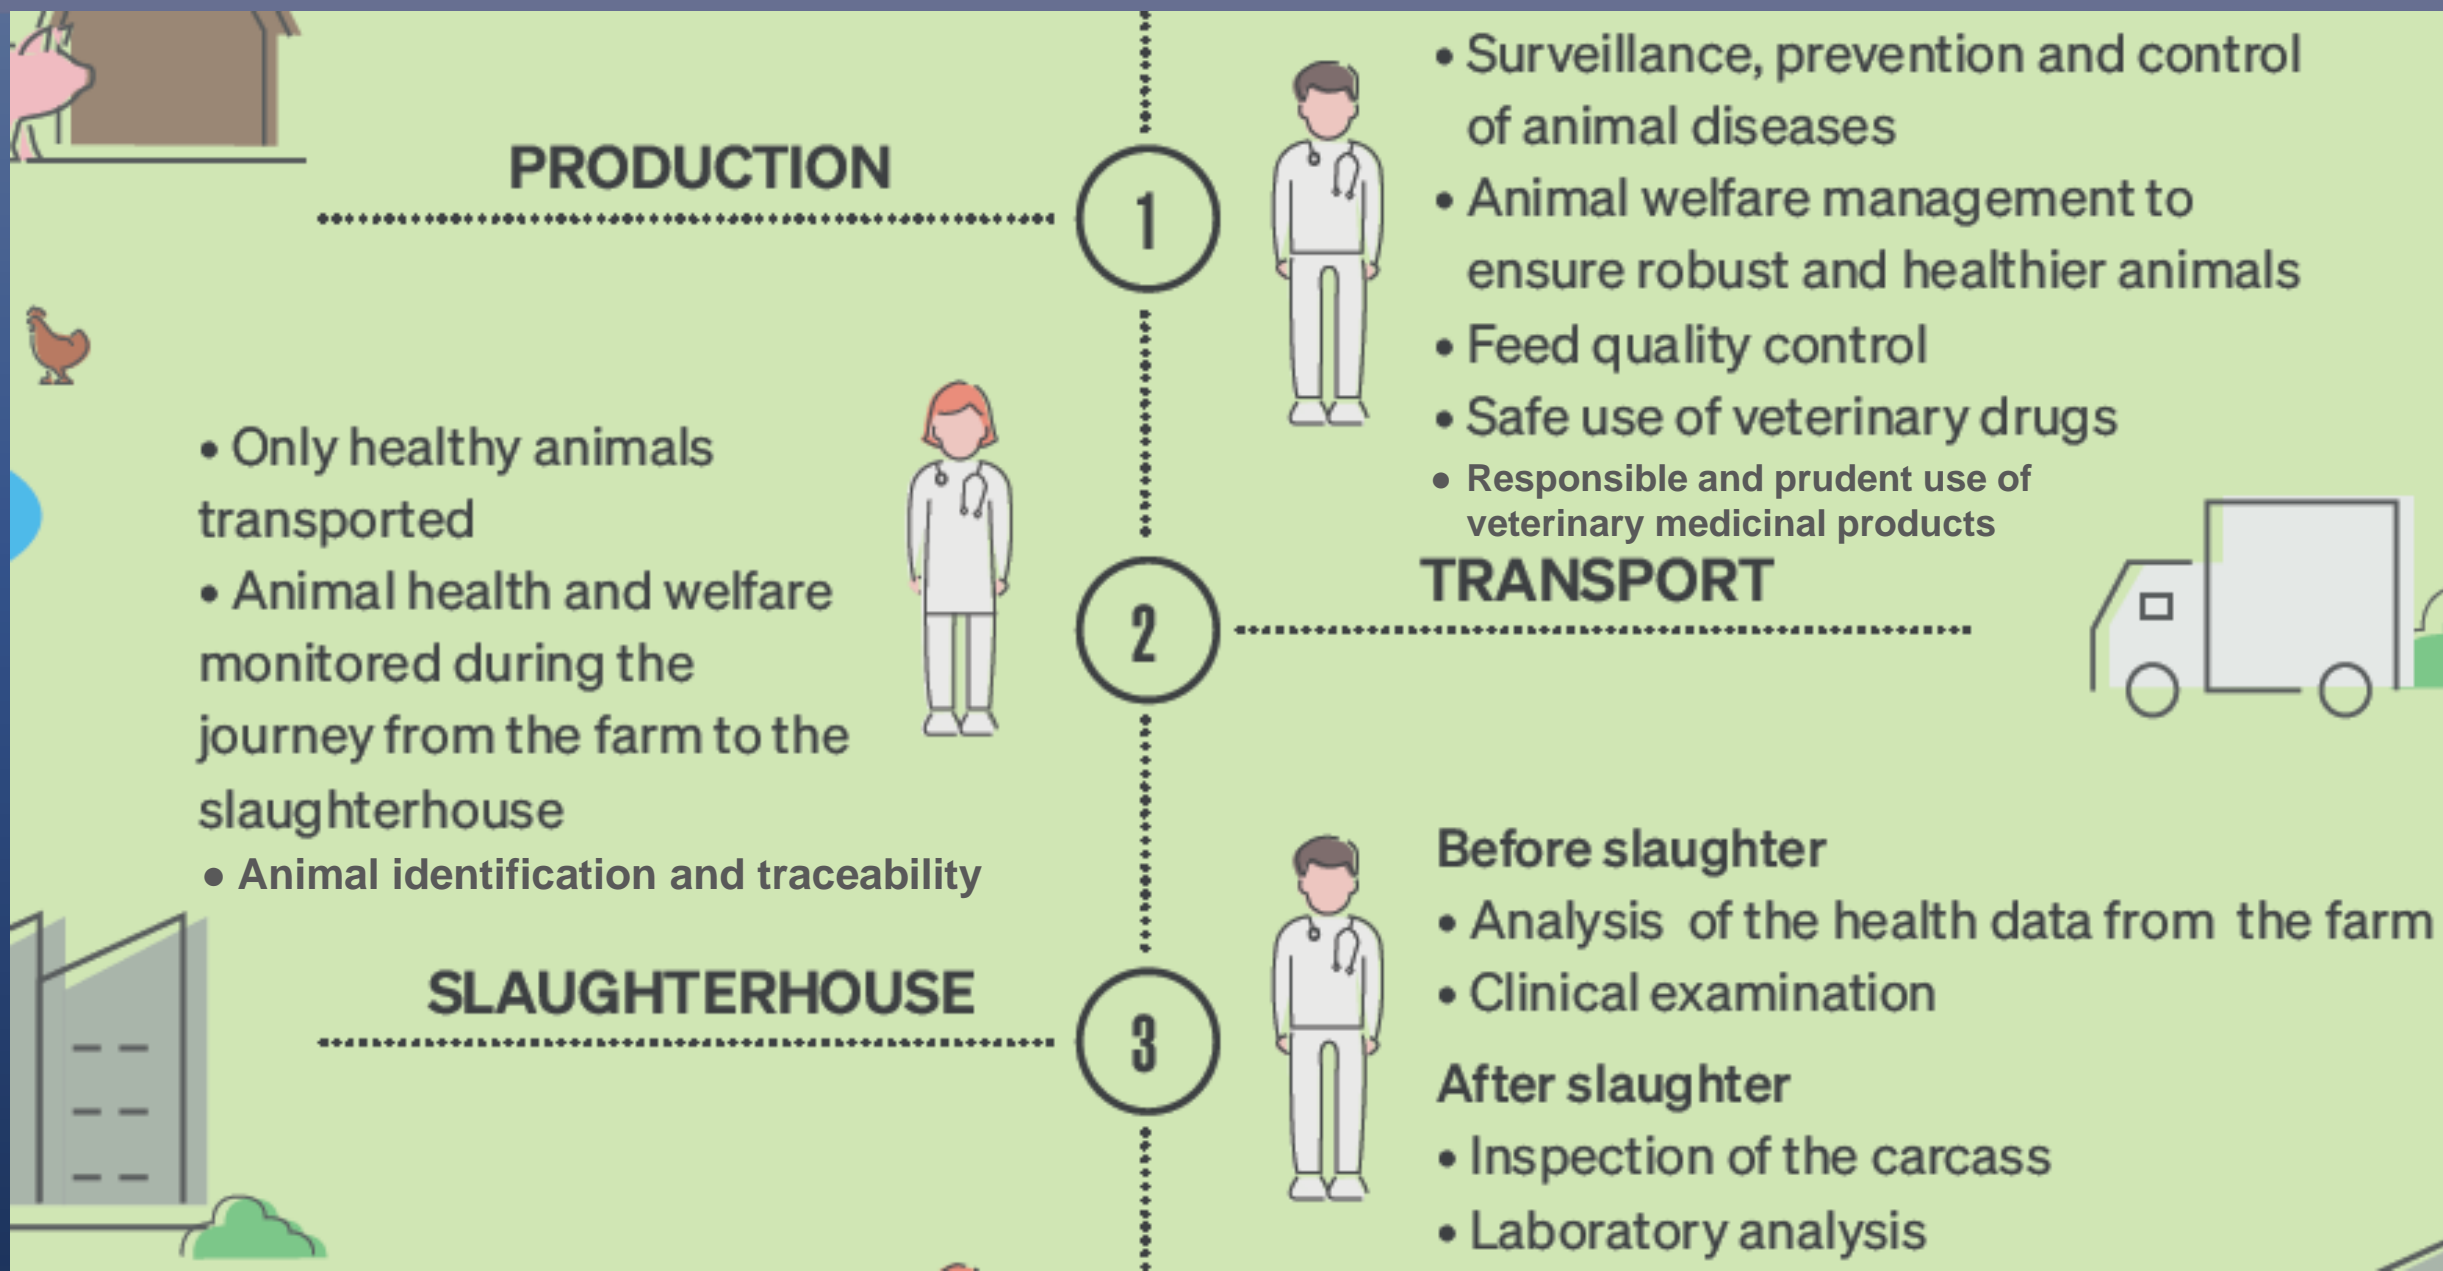 PRODUCTION
1
• Surveillance, prevention and control
of animal diseases
• Animal welfare management to
ensure robust and healthier animals
• Feed quality control
• Safe use of veterinary drugs
• Responsible and prudent use of
veterinary medicinal products
TRANSPORT
2
• Only healthy animals
transported
• Animal health and welfare
monitored during the
journey from the farm to the
slaughterhouse
• Animal identification and traceability
SLAUGHTERHOUSE
3
Before slaughter
• Analysis of the health data from the farm
• Clinical examination
After slaughter
• Inspection of the carcass
• Laboratory analysis